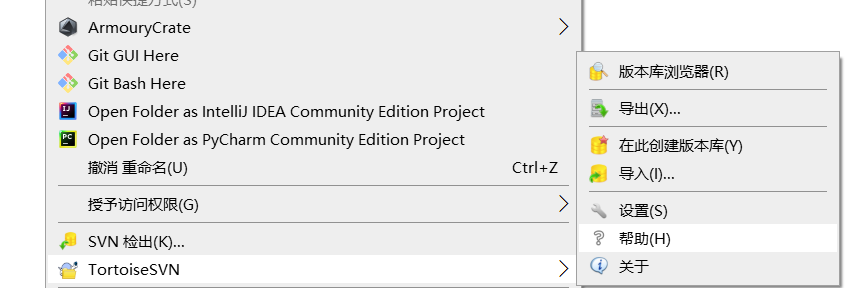 粘贴快捷方式(S)
ArmouryCrate
Git GUI Here
Git Bash Here
Open Folder as IntelliJ IDEA Community Edition Project
Open Folder as PyCharm Community Edition Project
撤消 重命名(U) Ctrl+Z
授予访问权限(G)
SVN 检出(K)...
TortoiseSVN
版本库浏览器(R)
导出(X)...
在此创建版本库(Y)
导入(I)...
设置(S)
帮助(H)
关于